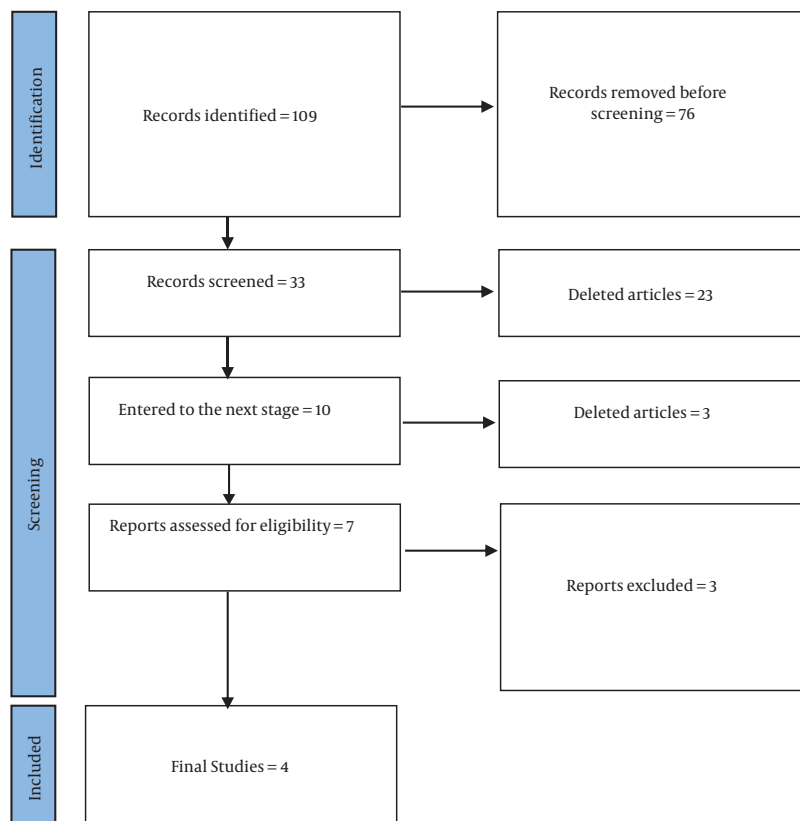 Identification
Records identified = 109
Records removed before
screening = 76
Screening
Records screened = 33
Deleted articles = 23
Entered to the next stage = 10
Deleted articles = 3
Reports assessed for eligibility = 7
Reports excluded = 3
Included
Final Studies = 4